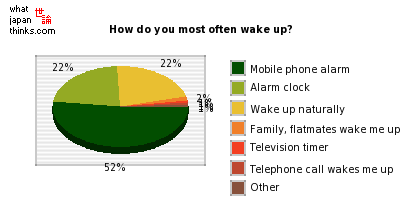 what
japan 世論
thinks.com
How do you most often wake up?
22%
22%
2%
1%
52%
Mobile phone alarm
Alarm clock
Wake up naturally
Family, flatmates wake me up
Television timer
Telephone call wakes me up
Other